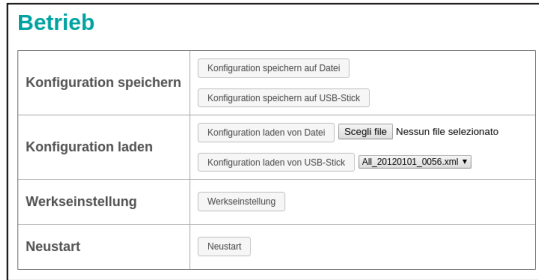 Betrieb
Konfiguration speichern
Konfiguration speichern auf Datei
Konfiguration speichern auf USB-Stick
Konfiguration laden
Konfiguration laden von Datei Scegli file Nessun file selezionato
Konfiguration laden von USB-Stick All_20120101_0056.xml
Werkseinstellung Werkseinstellung
Neustart Neustart